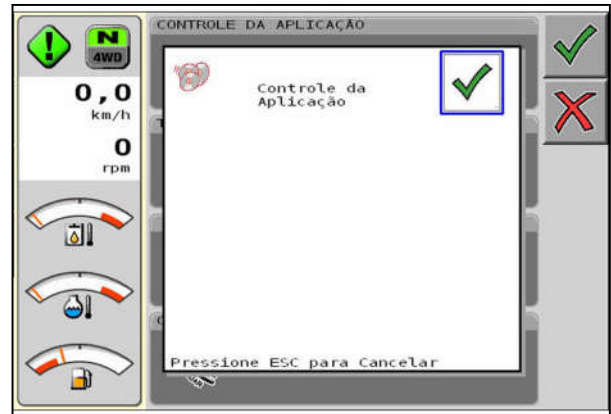 CONTROLE DA APLICAÇÃO
N
4WD
0,0
km/h
0
rpm
Controle da
Aplicação
Pressione ESC para Cancelar